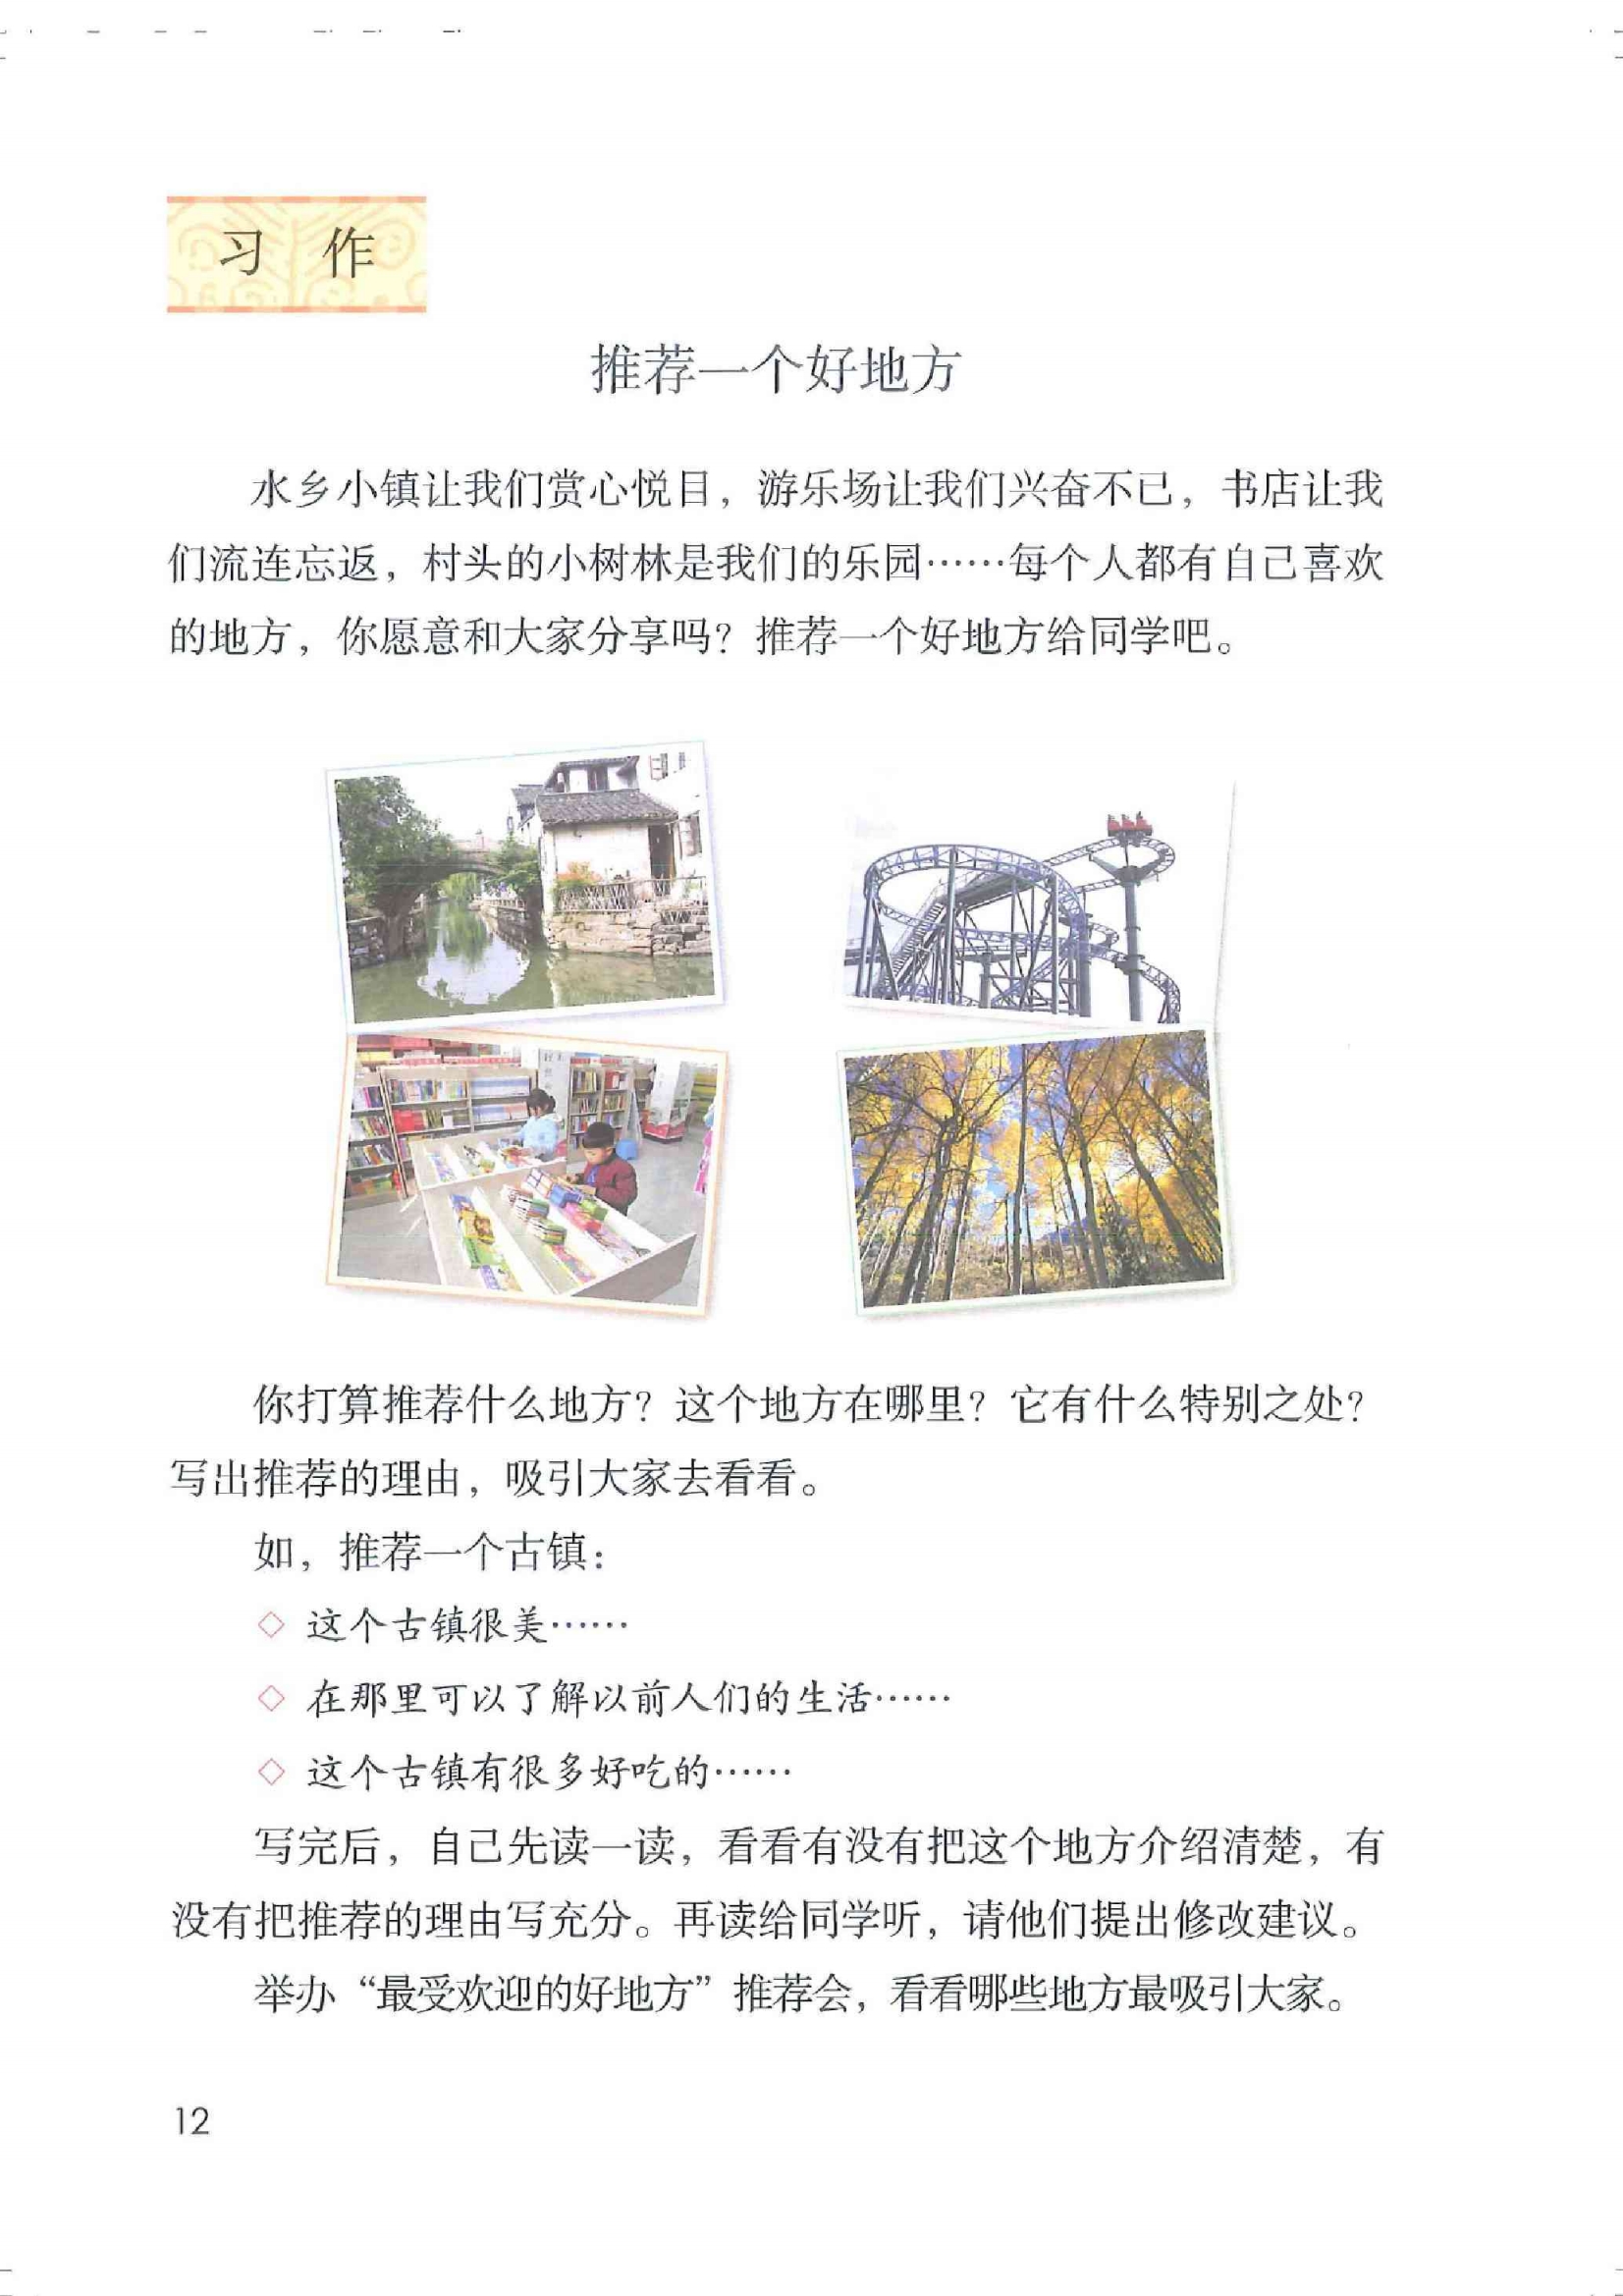 习 作
推荐一个好地方
水乡小镇让我们赏心悦目，游乐场让我们兴奋不已，书店让我
们流连忘返，村头的小树林是我们的乐园……每个人都有自己喜欢
的地方，你愿意和大家分享吗？推荐一个好地方给同学吧。
你打算推荐什么地方？这个地方在哪里？它有什么特别之处？
写出推荐的理由，吸引大家去看看。
如，推荐一个古镇：
◇ 这个古镇很美……
◇ 在那里可以了解以前人们的生活……
◇ 这个古镇有很多好吃的……
写完后，自己先读一读，看看有没有把这个地方介绍清楚，有
没有把推荐的理由写充分。再读给同学听，请他们提出修改建议。
举办“最受欢迎的好地方”推荐会，看看哪些地方最吸引大家。
12